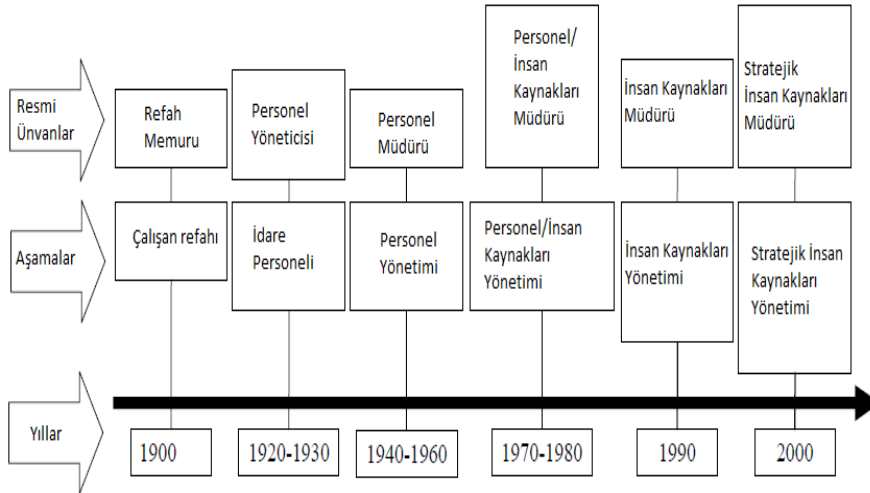 Resmi
Ünvanlar
Refah
Memuru
Personel
Yöneticisi
Personel
Müdürü
Personel/
İnsan
Kaynakları
Müdürü
İnsan Kaynakları
Müdürü
Stratejik
İnsan Kaynakları
Müdürü
Aşamalar
Çalışan refahı
İdare
Personeli
Personel
Yönetimi
Personel/İnsan
Kaynakları
Yönetimi
İnsan Kaynakları
Yönetimi
Stratejik İnsan
Kaynakları
Yönetimi
Yıllar
1900
1920-1930
1940-1960
1970-1980
1990
2000